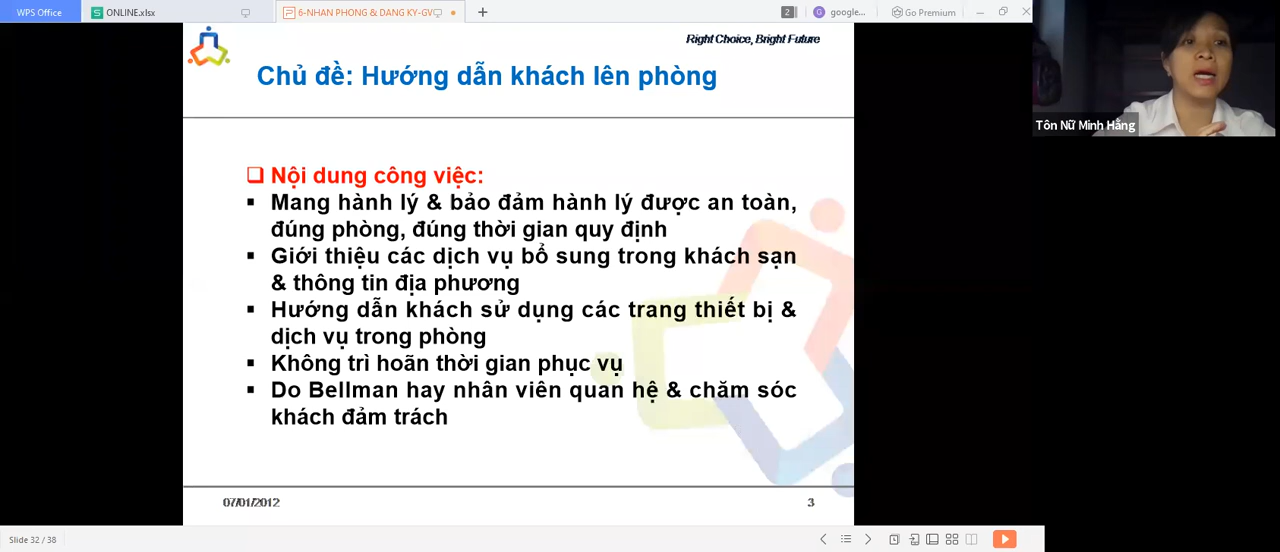 WPS Office
ONLINE.xlsx
6-NHAN PHONG & DANG KY-GV
2
G
google...
Go Premium
Right Choice, Bright Future
Chủ đề: Hướng dẫn khách lên phòng
Tôn Nữ Minh Hằng
Nội dung công việc:
Mang hành lý & bảo đảm hành lý được an toàn,
đúng phòng, đúng thời gian quy định
Giới thiệu các dịch vụ bổ sung trong khách sạn
& thông tin địa phương
Hướng dẫn khách sử dụng các trang thiết bị &
dịch vụ trong phòng
Không trì hoãn thời gian phục vụ
Do Bellman hay nhân viên quan hệ & chăm sóc
khách đảm trách
07/01/2012
3
Slide 32 / 38